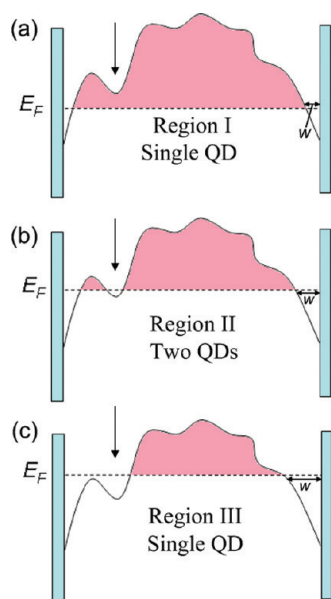 (a)
E_F
w
Region I
Single QD
(b)
E_F
w
Region II
Two QDs
(c)
E_F
w
Region III
Single QD